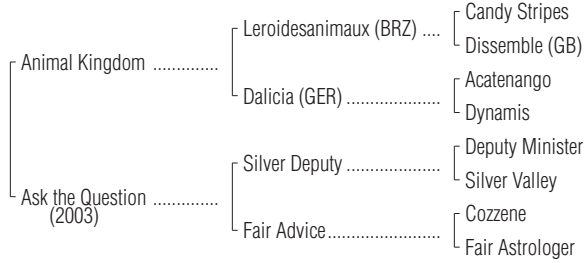 Candy Stripes
Leroidesanimaux (BRZ) ....
Dissemble (GB)
Animal Kingdom ..............
Acatenango
Dalicia (GER) ....................
Dynamis
Deputy Minister
Silver Deputy ....................
Silver Valley
Ask the Question ..............
(2003)
Cozzene
Fair Advice........................
Fair Astrologer